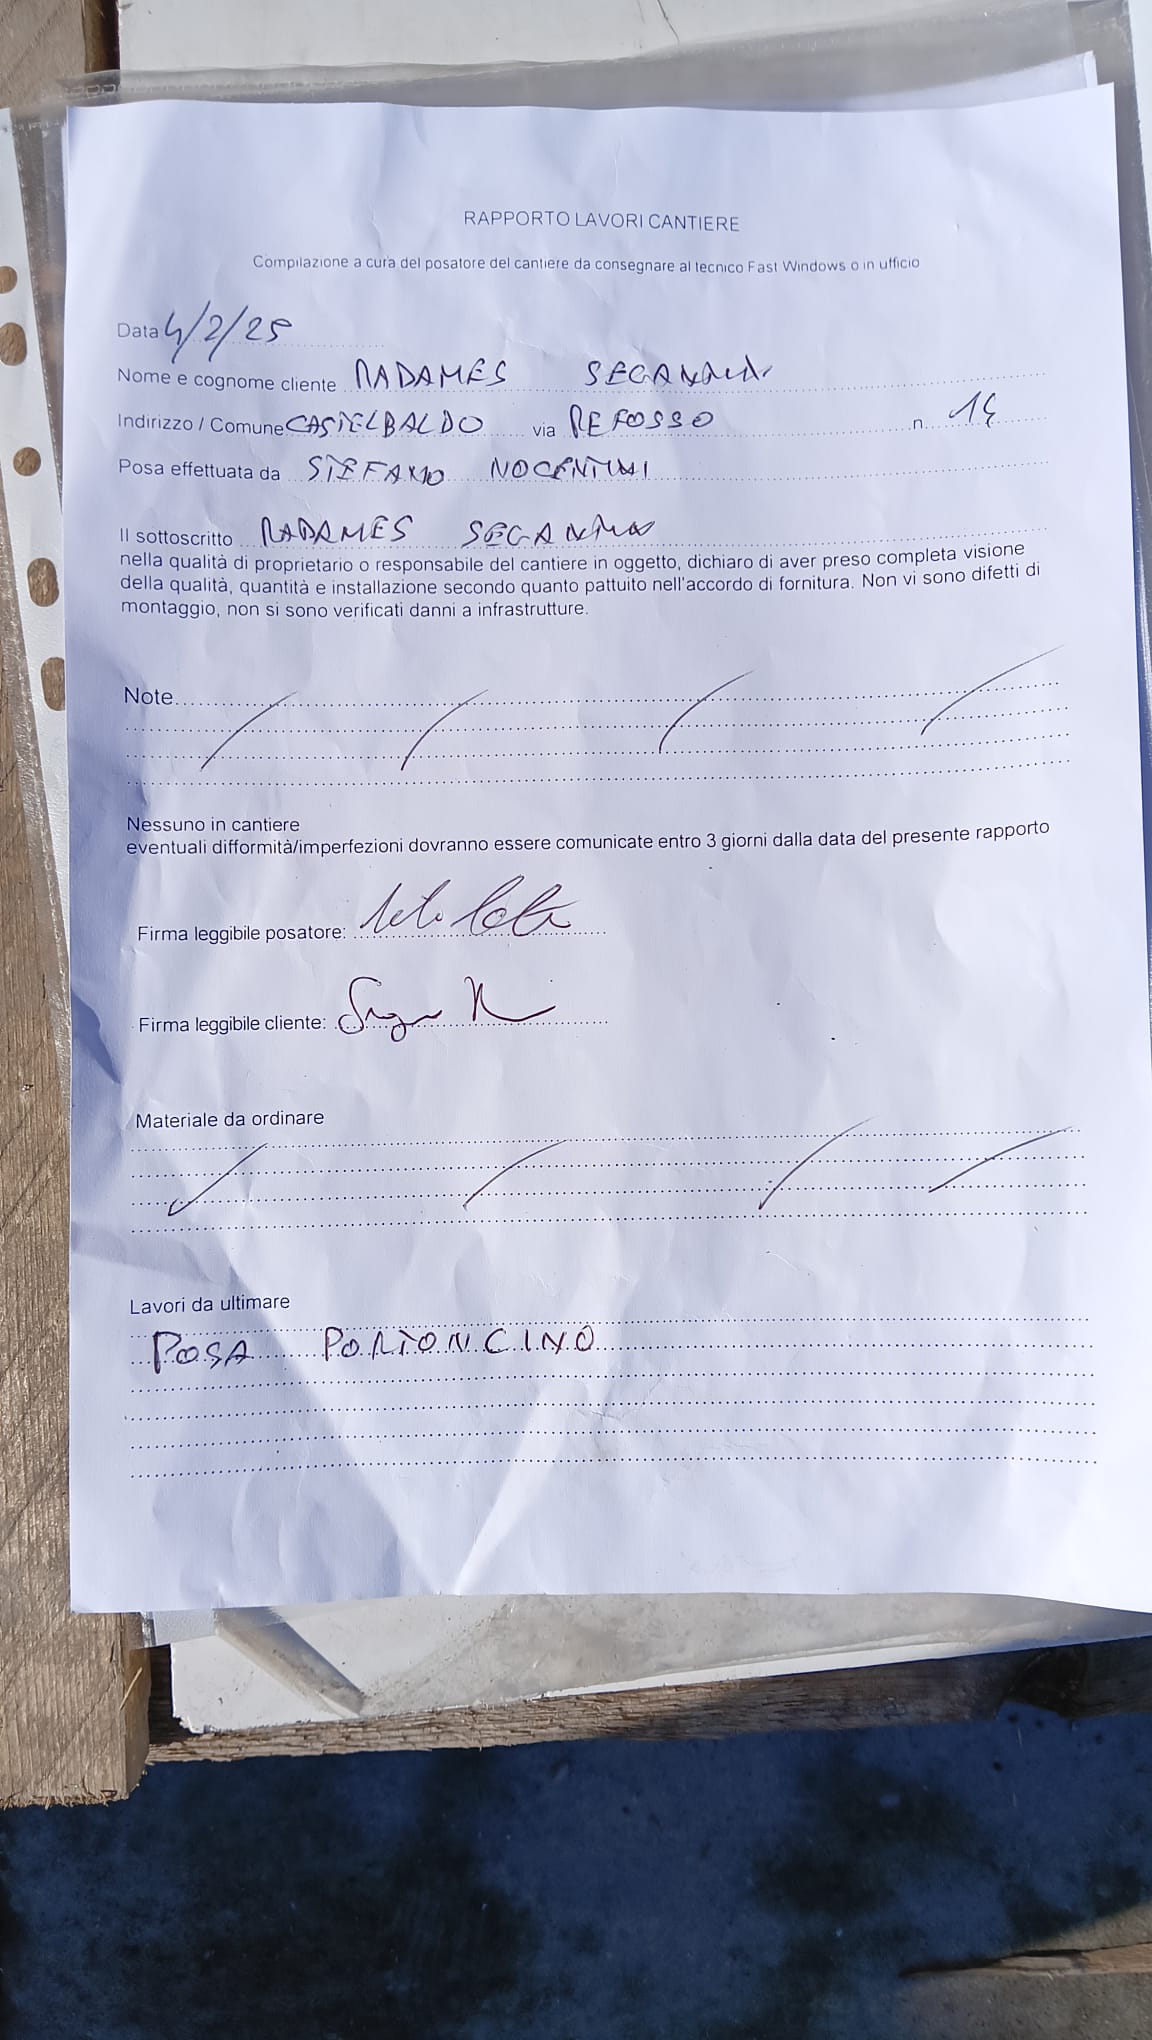 RAPPORTO LAVORI CANTIERE
Compilazione a cura del posatore del cantiere da consegnare al tecnico Fast Windows o in ufficio
Data 4/2/25
Nome e cognome cliente RADAMES
Indirizzo / Comune CASTELBALDO via REFOSSO n. 14
Posa effettuata da STEFANO NOCENTINI
Il sottoscritto RADAMES
nella qualità di proprietario o responsabile del cantiere in oggetto, dichiaro di aver preso completa visione
della qualità, quantità e installazione secondo quanto pattuito nell'accordo di fornitura. Non vi sono difetti di
montaggio, non si sono verificati danni a infrastrutture.
Note
Nessuno in cantiere
eventuali difformità/imperfezioni dovranno essere comunicate entro 3 giorni dalla data del presente rapporto
Firma leggibile posatore:
Firma leggibile cliente:
Materiale da ordinare
Lavori da ultimare
POSA PORTONCINO